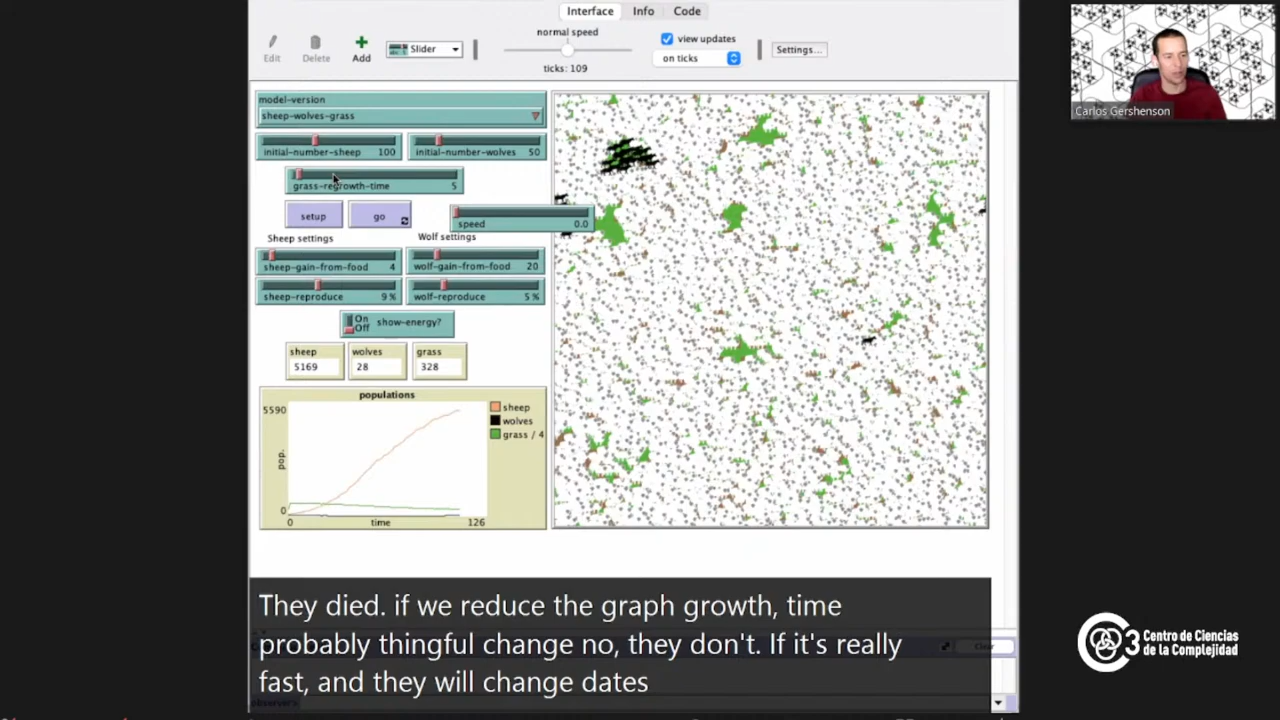 Interface Info Code
Edit Delete Add Slider
normal speed
ticks: 109
view updates
on ticks
Settings...
Carlos Gershenson
model-version
sheep-wolves-grass
initial-number-sheep 100
initial-number-wolves 50
grass-regrowth-time 5
setup go
speed 0.0
Sheep settings Wolf settings
sheep-gain-from-food 4
wolf-gain-from-food 20
sheep-reproduce 9 %
wolf-reproduce 5 %
On
Off show-energy?
sheep wolves grass
5169 28 328
populations
5590
pop.
0
0 time 126
sheep
wolves
grass / 4
They died. if we reduce the graph growth, time
probably thingful change no, they don't. If it's really
fast, and they will change dates
Clear
observer>
C3 Centro de Ciencias
de la Complejidad